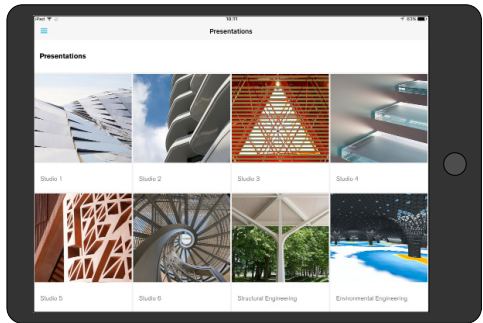 iPad
10:11
83%
Presentations
Presentations
Studio 1
Studio 2
Studio 3
Studio 4
Studio 5
Studio 6
Structural Engineering
Environmental Engineering